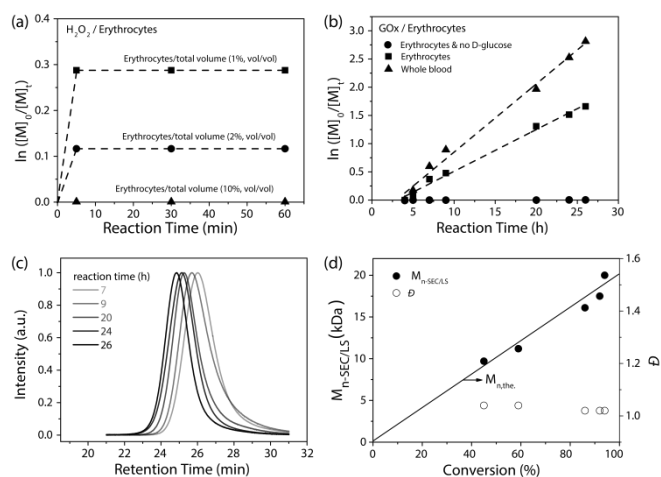 (a)
H₂O₂ / Erythrocytes
Erythrocytes/total volume (1%, vol/vol)
Erythrocytes/total volume (2%, vol/vol)
Erythrocytes/total volume (10%, vol/vol)
ln ([M]₀/[M]ₜ)
0.4
0.3
0.1
0.0
0 10 20 30 40 50 60
Reaction Time (min)
(b)
GOx / Erythrocytes
Erythrocytes & no D-glucose
Erythrocytes
Whole blood
ln ([M]₀/[M]ₜ)
3.0
2.5
2.0
1.5
1.0
0.5
0.0
0 5 10 15 20 25 30
Reaction Time (h)
(c)
reaction time (h)
7
9
20
24
26
Intensity (a.u.)
1.0
0.8
0.6
0.4
0.2
0.0
20 22 24 26 28 30 32
Retention Time (min)
(d)
Mn-SEC/LS
Đ
Mn,the.
Mn-SEC/LS (kDa)
20
15
10
5
0
0 20 40 60 80 100
Conversion (%)
1.6
1.4
1.2
1.0
Đ